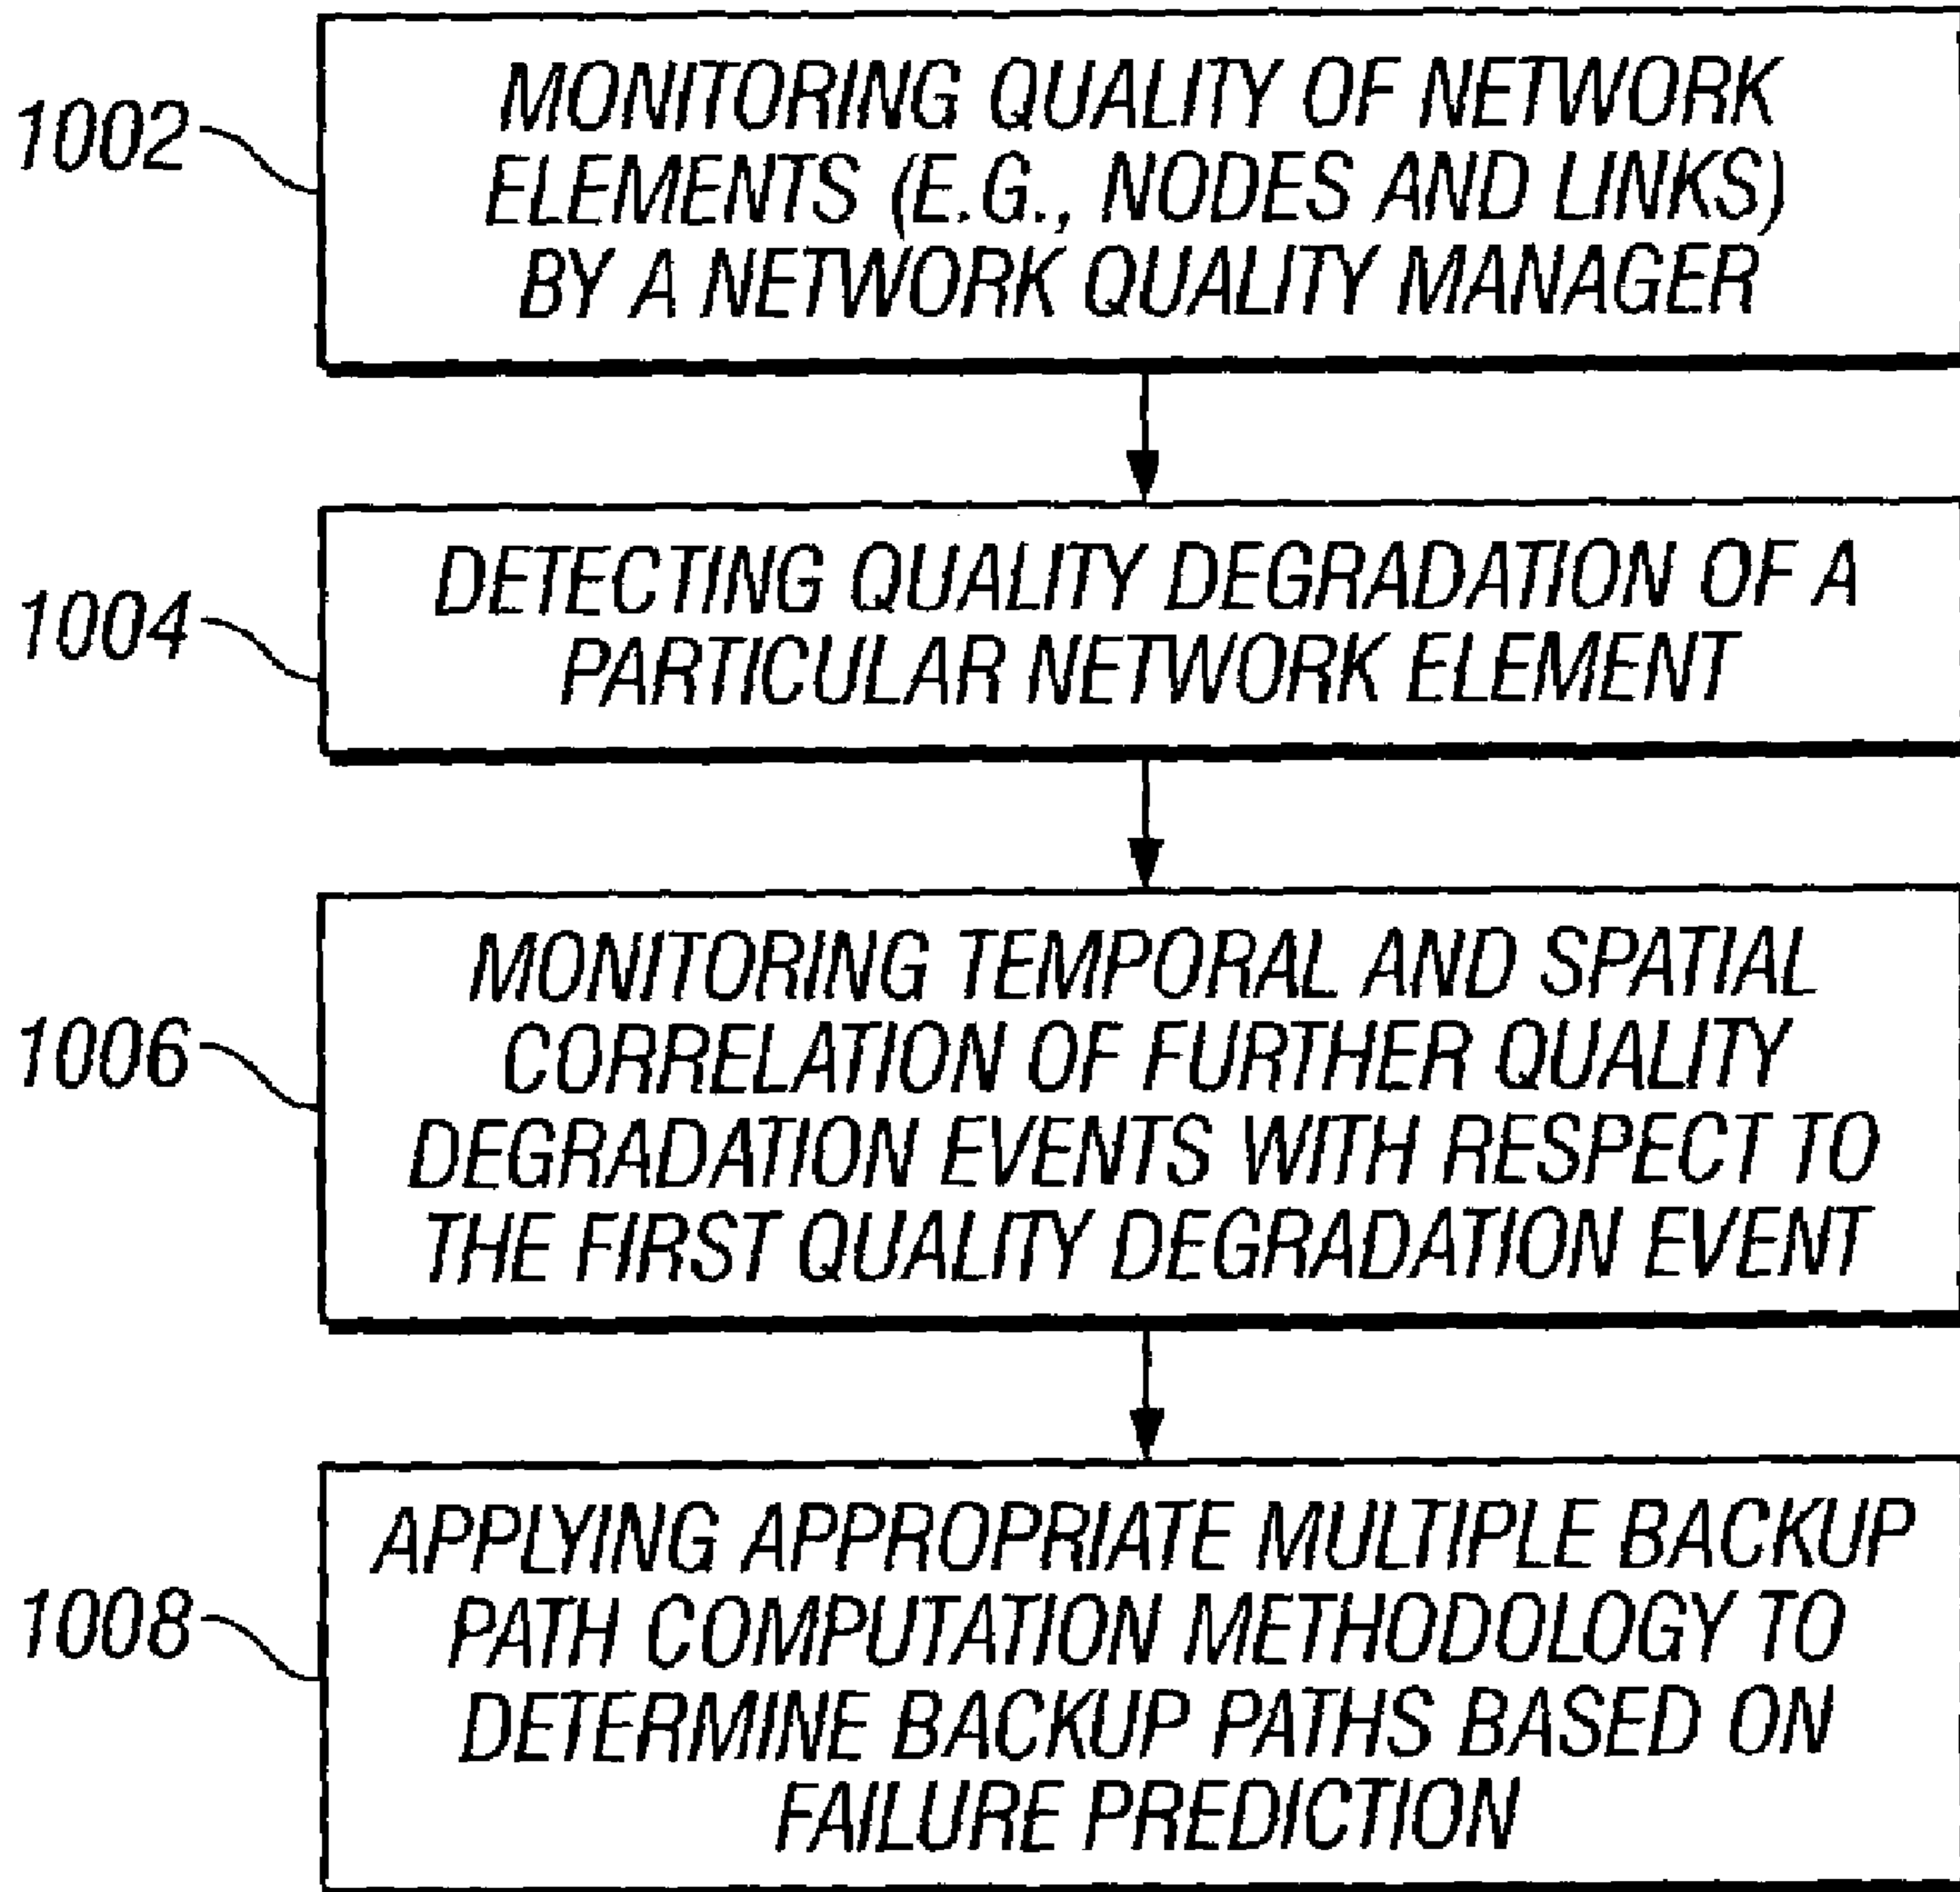 1002
MONITORING QUALITY OF NETWORK
ELEMENTS (E.G., NODES AND LINKS)
BY A NETWORK QUALITY MANAGER
1004
DETECTING QUALITY DEGRADATION OF A
PARTICULAR NETWORK ELEMENT
1006
MONITORING TEMPORAL AND SPATIAL
CORRELATION OF FURTHER QUALITY
DEGRADATION EVENTS WITH RESPECT TO
THE FIRST QUALITY DEGRADATION EVENT
1008
APPLYING APPROPRIATE MULTIPLE BACKUP
PATH COMPUTATION METHODOLOGY TO
DETERMINE BACKUP PATHS BASED ON
FAILURE PREDICTION